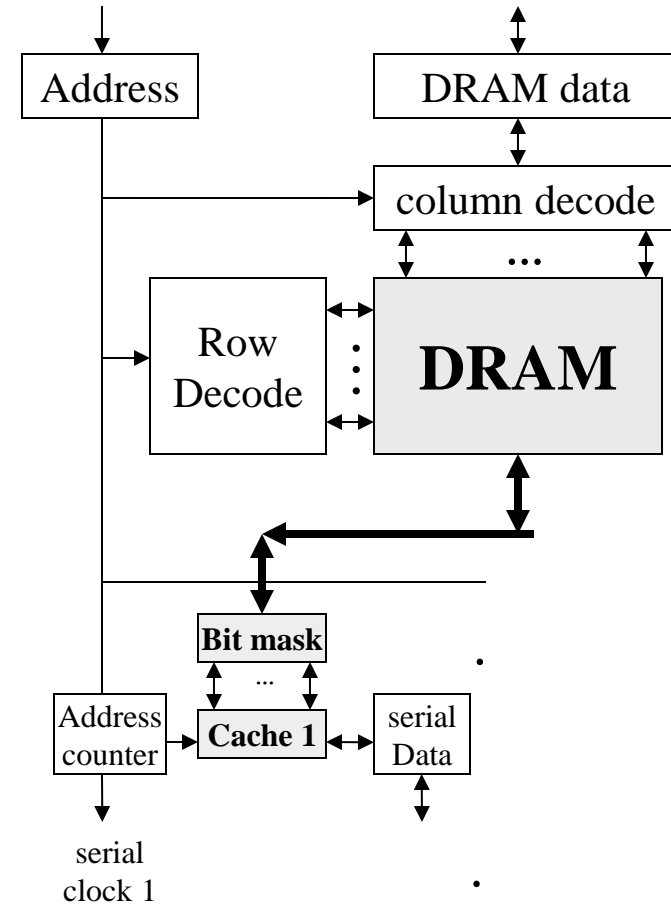 Address
DRAM data
column decode
...
Row
Decode
DRAM
Bit mask
...
Address
counter
Cache 1
serial
Data
serial
clock 1